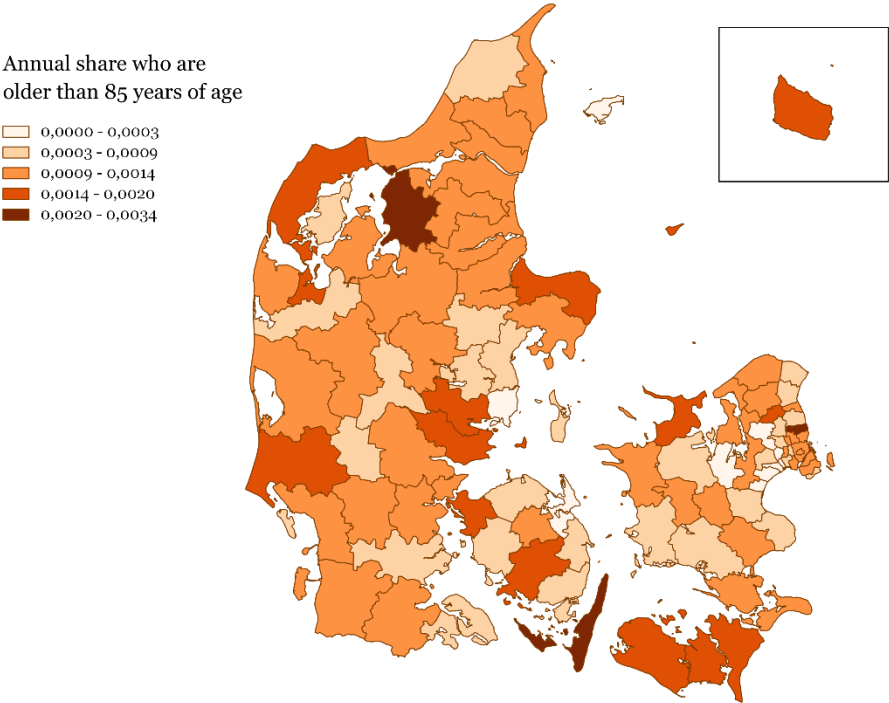 Annual share who are
older than 85 years of age
0,0000 - 0,0003
0,0003 - 0,0009
0,0009 - 0,0014
0,0014 - 0,0020
0,0020 - 0,0034